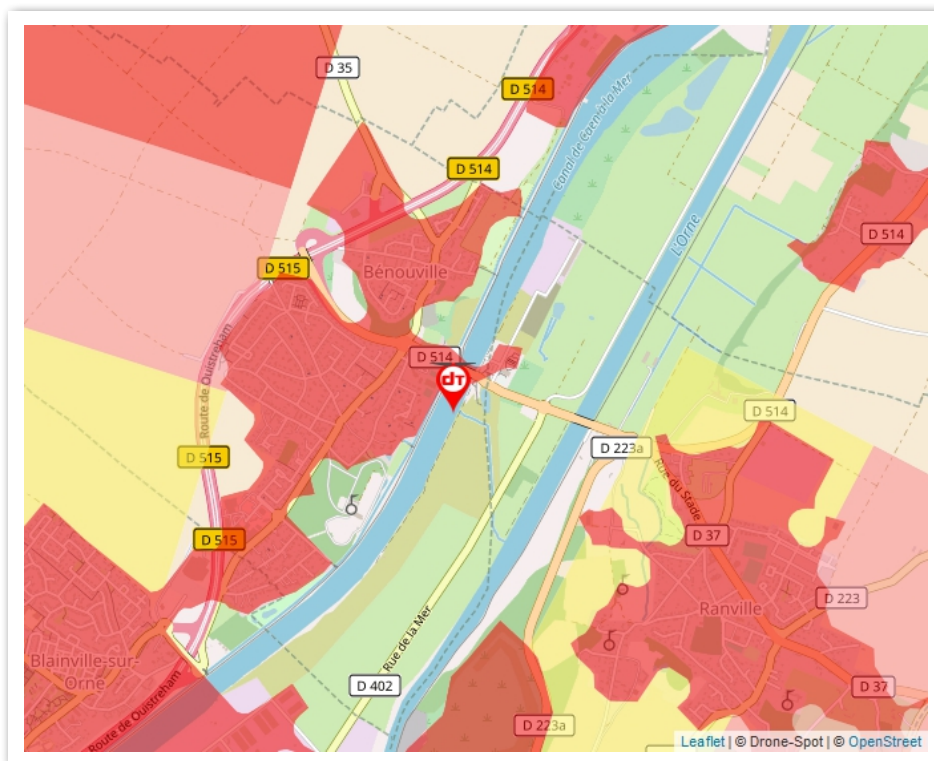 D 35
D 514
Canal de Caen à la Mer
D 514
L'Orne
D 514
D 515
Bénouville
Route de Ouistreham
D 514
dT
D 514
D 223a
D 515
Rue du Stade
D 515
D 37
Ranville
D 223
Rue de la Mer
Blainville-sur-
Orne
D 402
D 37
Route de Ouistreham
D 223a
Leaflet | © Drone-Spot | © OpenStreet